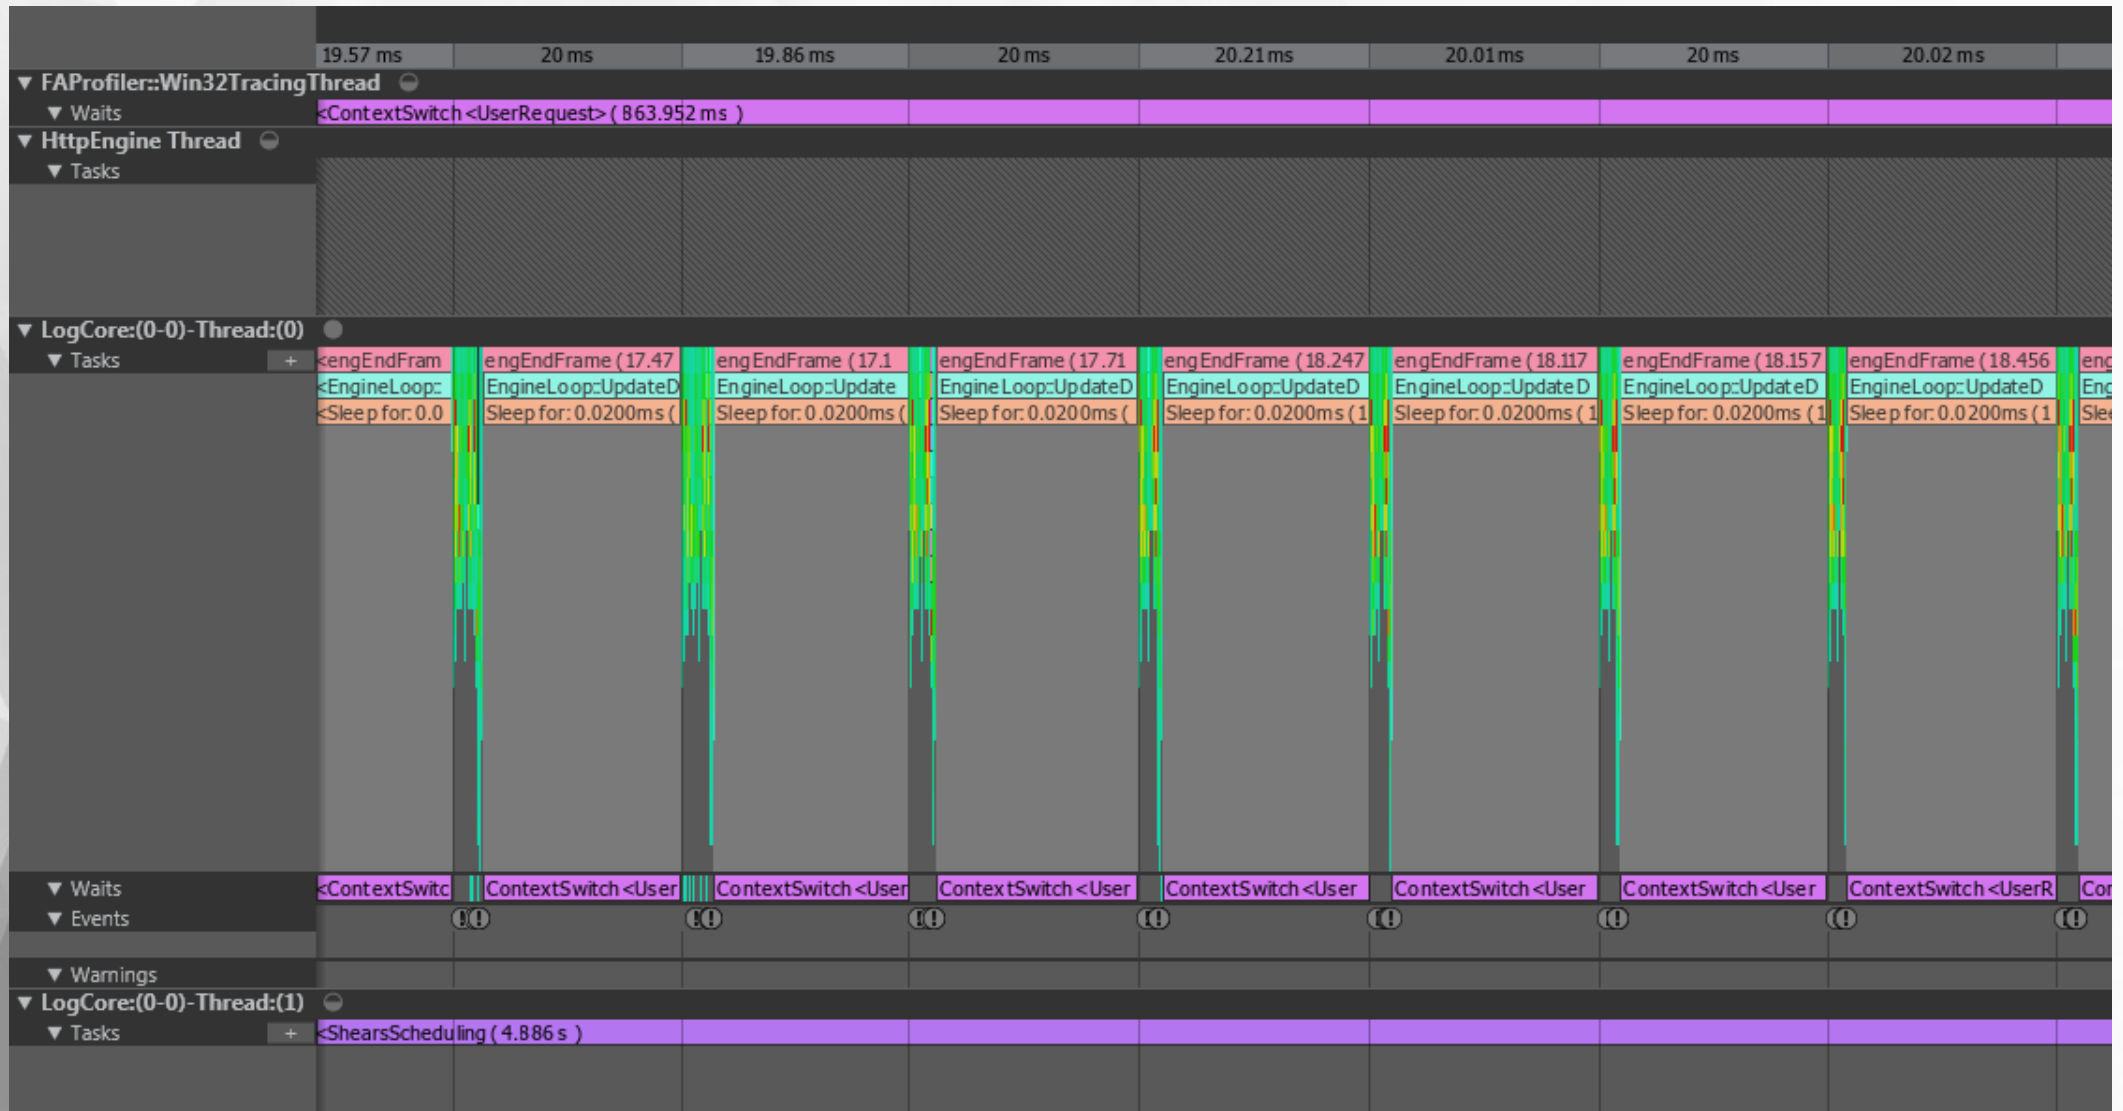 19.57 ms 20 ms 19.86 ms 20 ms 20.21 ms 20.01 ms 20 ms 20.02 ms
FAProfiler::Win32TracingThread
Waits <ContextSwitch <UserRequest> ( 863.952 ms )
HttpEngine Thread
Tasks
LogCore:(0-0)-Thread:(0)
Tasks + <engEndFram engEndFrame (17.47 engEndFrame (17.1 engEndFrame (17.71 engEndFrame (18.247 engEndFrame (18.117 engEndFrame (18.157 engEndFrame (18.456 eng
<EngineLoop:: EngineLoop::UpdateD EngineLoop::Update EngineLoop::UpdateD EngineLoop::UpdateD EngineLoop::UpdateD EngineLoop::UpdateD EngineLoop::UpdateD Eng
<Sleep for: 0.0 Sleep for: 0.0200ms ( Sleep for: 0.0200ms ( Sleep for: 0.0200ms ( Sleep for: 0.0200ms (1 Sleep for: 0.0200ms (1 Sleep for: 0.0200ms (1 Sleep for: 0.0200ms (1 Slee
Waits <ContextSwitc ContextSwitch <User ContextSwitch <User ContextSwitch <User ContextSwitch <User ContextSwitch <User ContextSwitch <User ContextSwitch <UserR Cor
Events
Warnings
LogCore:(0-0)-Thread:(1)
Tasks + <ShearsScheduling ( 4.886 s )